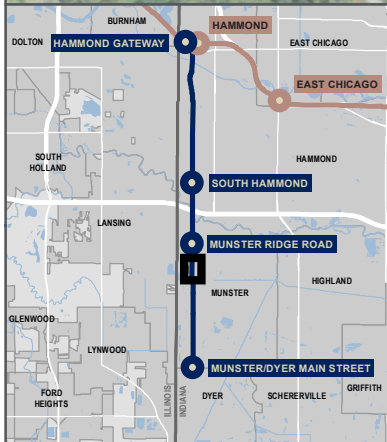 BURNHAM
HAMMOND
DOLTON
HAMMOND GATEWAY
EAST CHICAGO
EAST CHICAGO
SOUTH
HOLLAND
HAMMOND
SOUTH HAMMOND
LANSING
MUNSTER RIDGE ROAD
HIGHLAND
MUNSTER
GLENWOOD
LYNWOOD
MUNSTER/DYER MAIN STREET
FORD
HEIGHTS
ILLINOIS
INDIANA
DYER
SCHERERVILLE
GRIFFITH